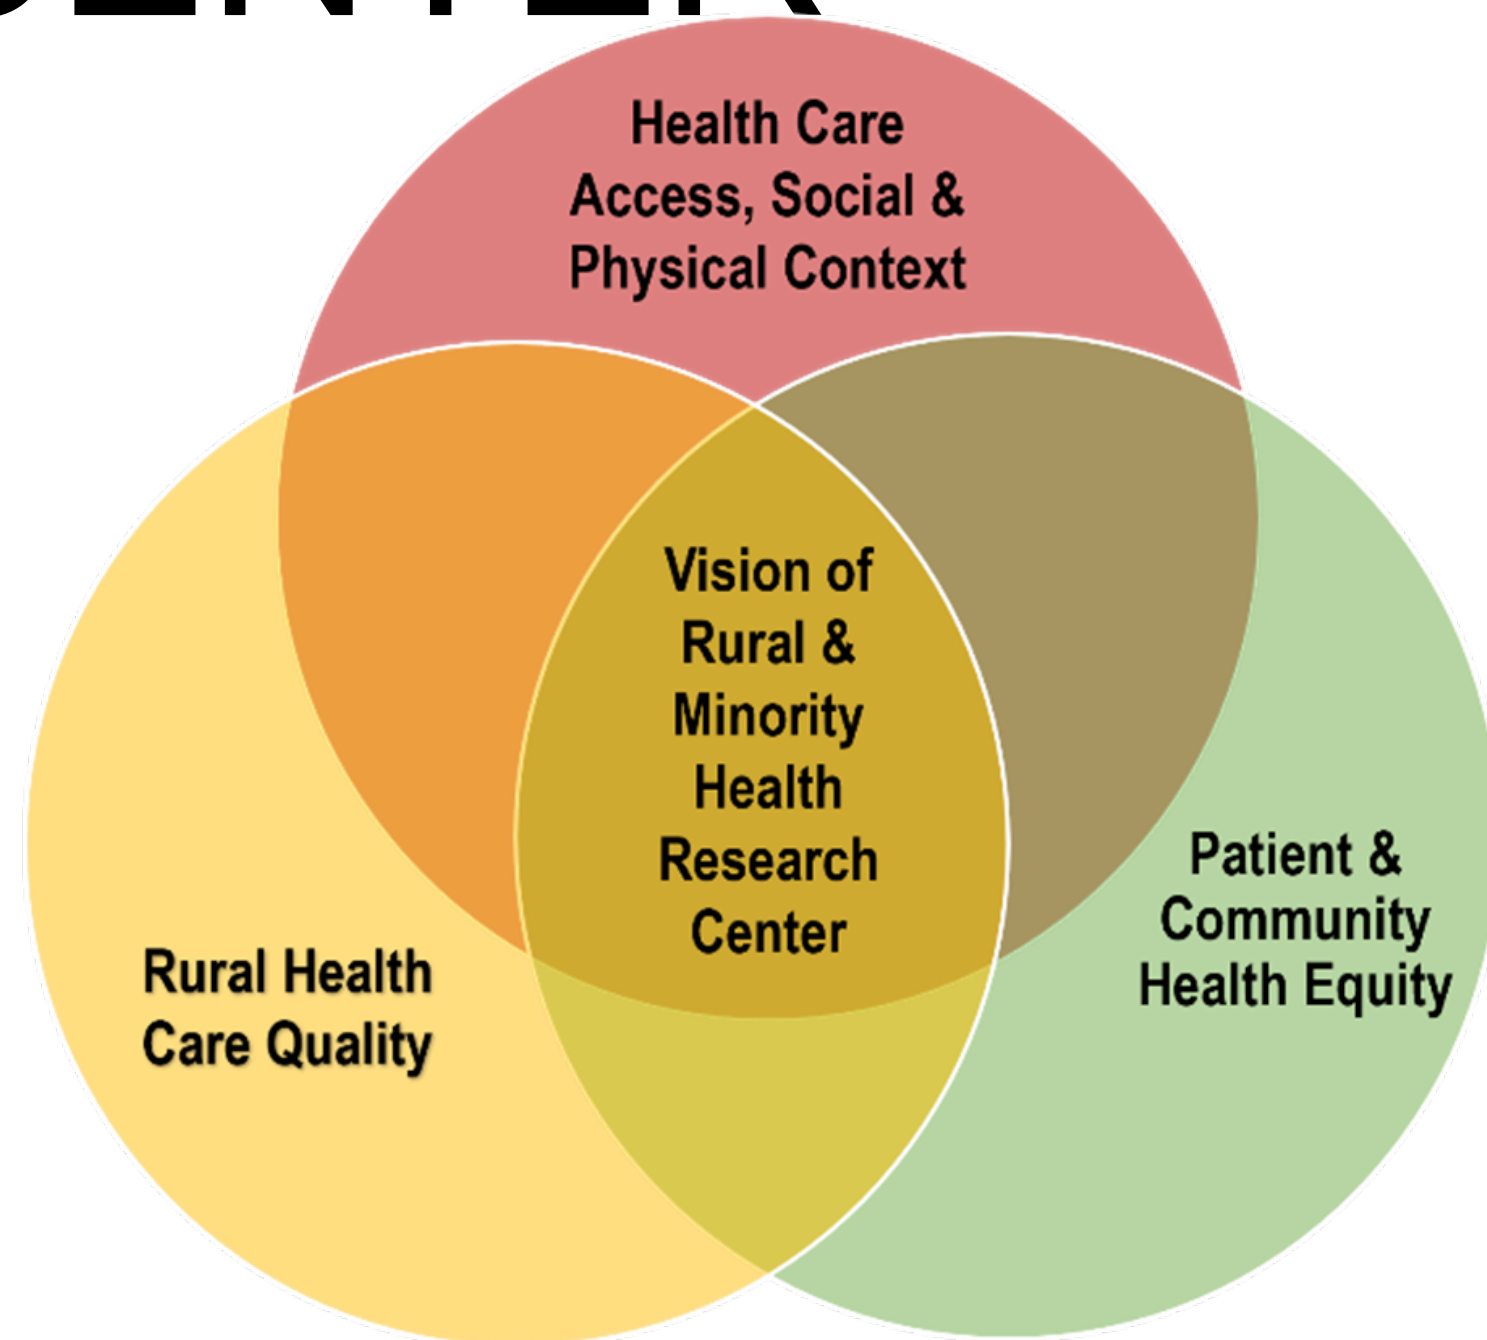 CENTER
Health Care
Access, Social &
Physical Context
Vision of
Rural &
Minority
Health
Research
Center
Patient &
Community
Health Equity
Rural Health
Care Quality